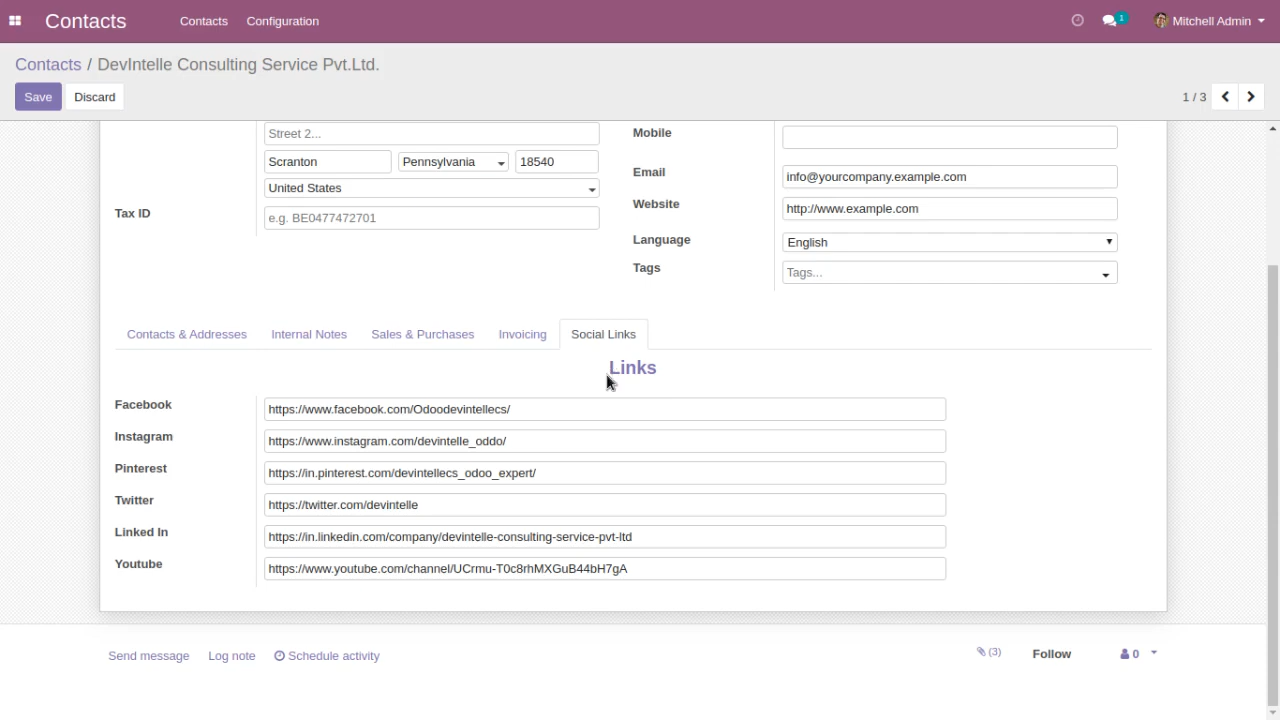 Contacts Contacts Configuration 1 Mitchell Admin
Contacts / DevIntelle Consulting Service Pvt.Ltd.
Save Discard 1 / 3
Street 2... Mobile
Scranton Pennsylvania 18540
Email info@yourcompany.example.com
United States
Website http://www.example.com
Tax ID e.g. BE0477472701
Language English
Tags Tags...
Contacts & Addresses Internal Notes Sales & Purchases Invoicing Social Links
Links
Facebook https://www.facebook.com/Odoodevintellecs/
Instagram https://www.instagram.com/devintelle_oddo/
Pinterest https://in.pinterest.com/devintellecs_odoo_expert/
Twitter https://twitter.com/devintelle
Linked In https://in.linkedin.com/company/devintelle-consulting-service-pvt-ltd
Youtube https://www.youtube.com/channel/UCrmu-T0c8rhMXGuB44bH7gA
Send message Log note Schedule activity (3) Follow 0